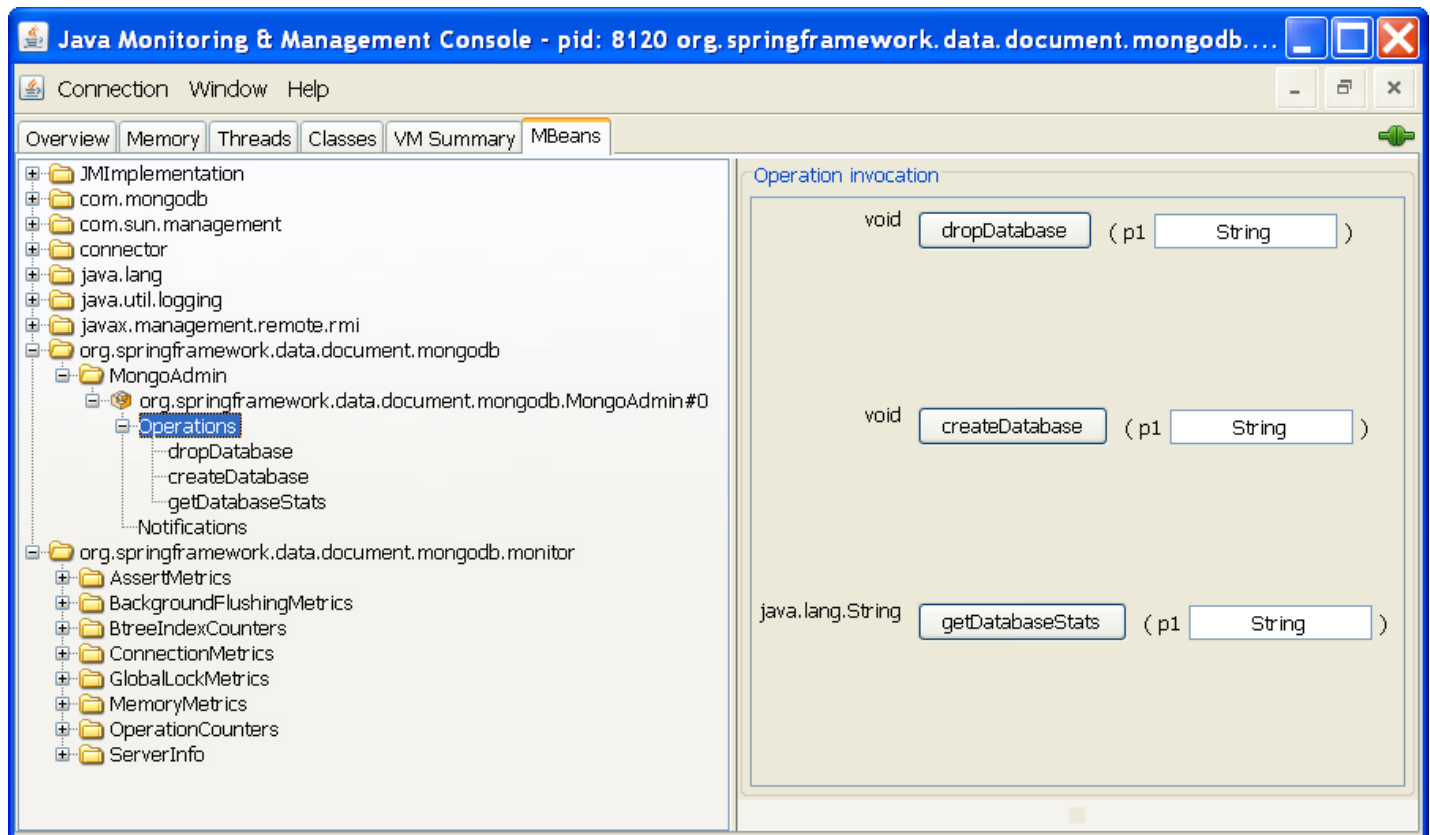 Java Monitoring & Management Console - pid: 8120 org.springframework.data.document.mongodb....
Connection Window Help
Overview Memory Threads Classes VM Summary MBeans
JMImplementation
com.mongodb
com.sun.management
connector
java.lang
java.util.logging
javax.management.remote.rmi
org.springframework.data.document.mongodb
MongoAdmin
org.springframework.data.document.mongodb.MongoAdmin#0
Operations
dropDatabase
createDatabase
getDatabaseStats
Notifications
org.springframework.data.document.mongodb.monitor
AssertMetrics
BackgroundFlushingMetrics
BtreeIndexCounters
ConnectionMetrics
GlobalLockMetrics
MemoryMetrics
OperationCounters
ServerInfo
Operation invocation
void dropDatabase ( p1 String )
void createDatabase ( p1 String )
java.lang.String getDatabaseStats ( p1 String )